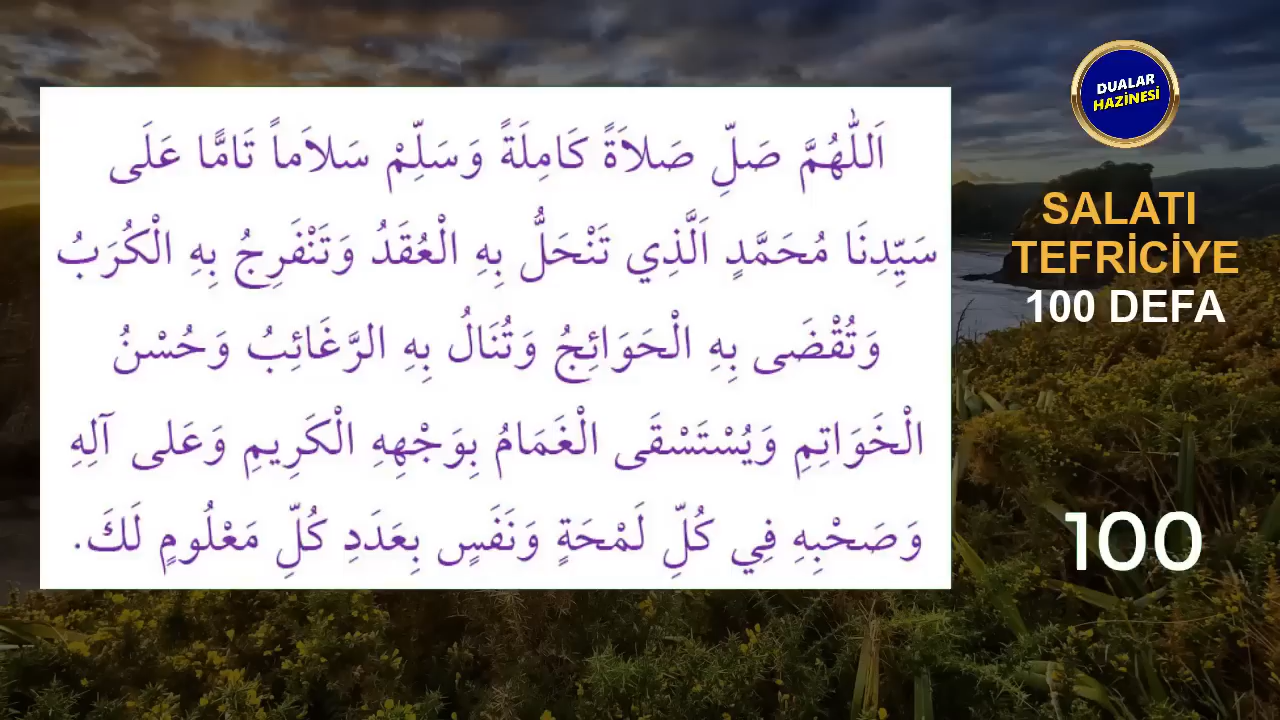 اَللّٰهُمَّ صَلِّ صَلاَةً كَامِلَةً وَسَلِّمْ سَلاَماً تَامًّا عَلَى
سَيِّدِنَا مُحَمَّدٍ اَلَّذِي تَنْحَلُّ بِهِ الْعُقَدُ وَتَنْفَرِجُ بِهِ الْكُرَبُ
وَتُقْضَى بِهِ الْحَوَائِجُ وَتُنَالُ بِهِ الرَّغَائِبُ وَحُسْنُ
الْخَوَاتِمِ وَيُسْتَسْقَى الْغَمَامُ بِوَجْهِهِ الْكَرِيمِ وَعَلى آلِهِ
وَصَحْبِهِ فِي كُلِّ لَمْحَةٍ وَنَفَسٍ بِعَدَدِ كُلِّ مَعْلُومٍ لَكَ.
DUALAR
HAZİNESİ
SALATI
TEFRİCİYE
100 DEFA
100